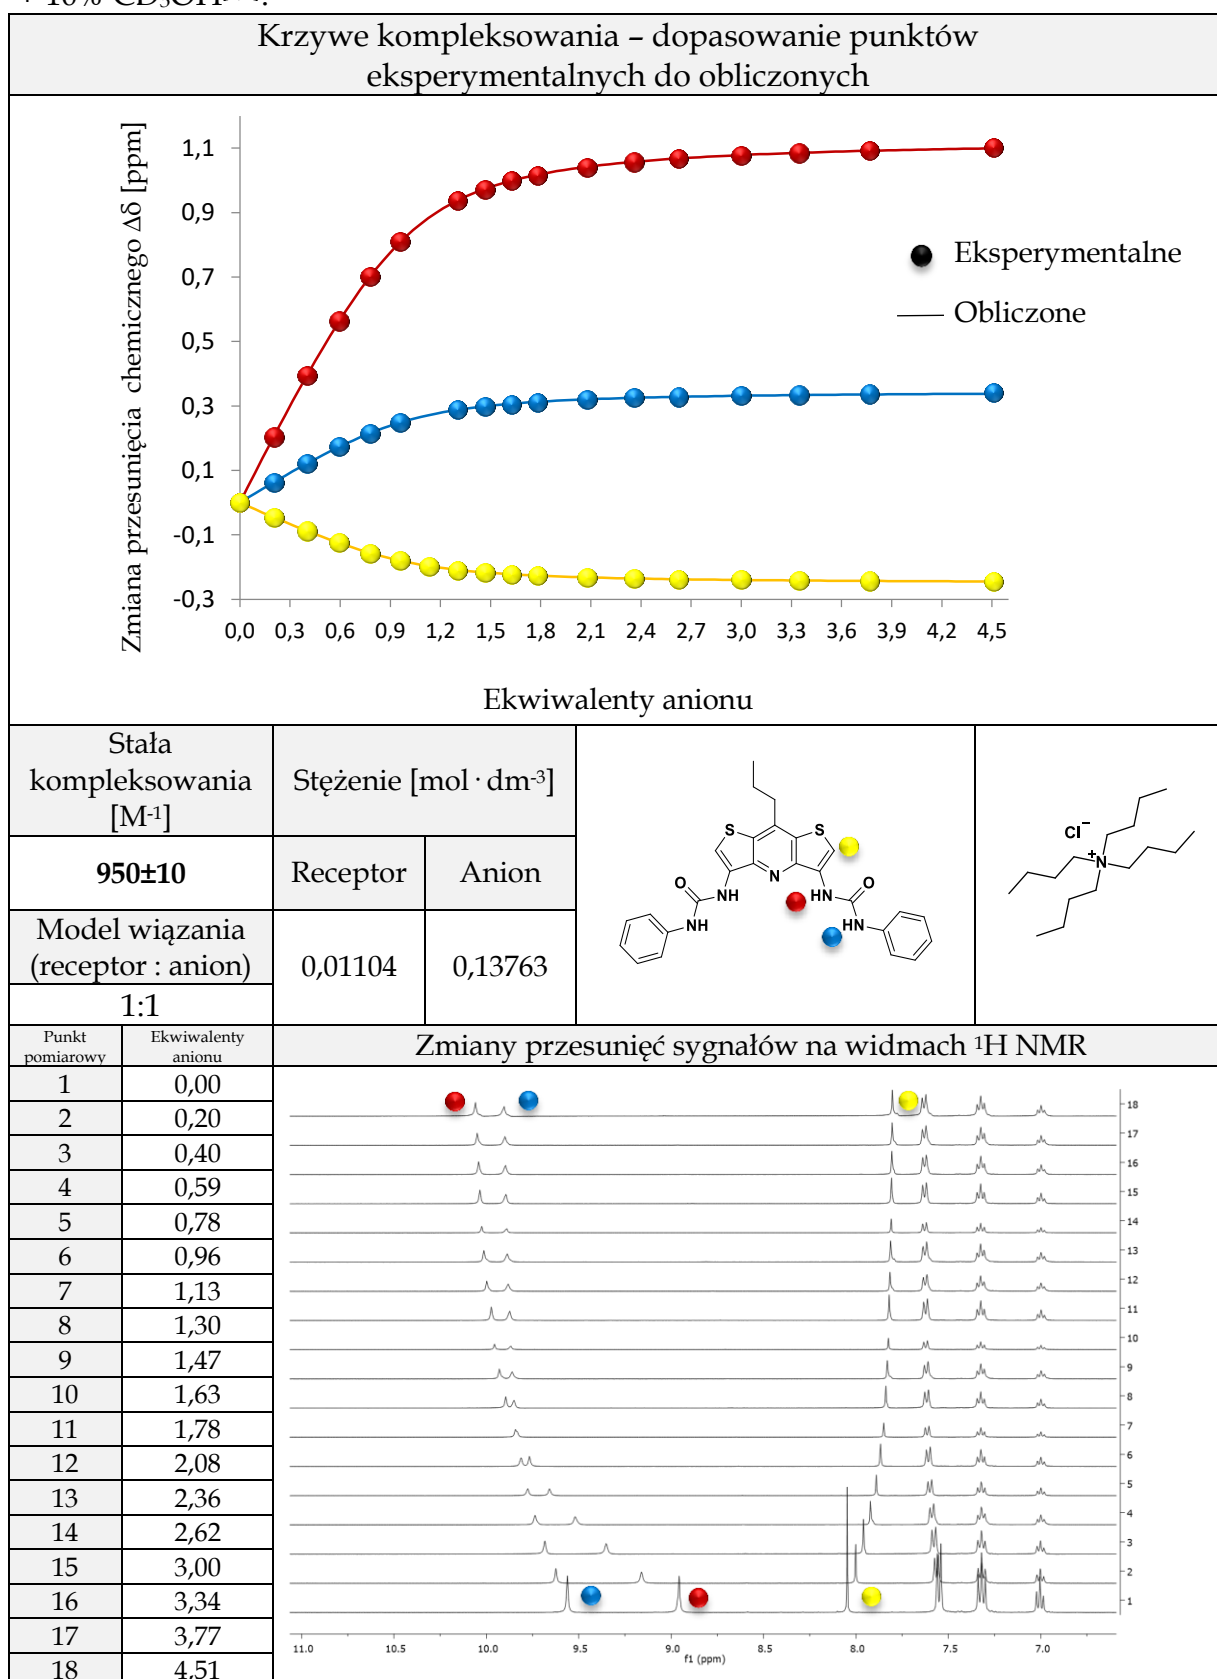 + 10% CD₃OH
Krzywe kompleksowania – dopasowanie punktów
eksperymentalnych do obliczonych
Zmiana przesunięcia chemicznego Δδ [ppm]
1,1
0,9
0,7
0,5
0,3
0,1
-0,1
-0,3
Eksperymentalne
Obliczone
0,0 0,3 0,6 0,9 1,2 1,5 1,8 2,1 2,4 2,7 3,0 3,3 3,6 3,9 4,2 4,5
Ekwiwalenty anionu
Stała
kompleksowania
[M⁻¹]
Stężenie [mol · dm⁻³]
950±10
Receptor Anion
Model wiązania
(receptor : anion)
0,01104 0,13763
1:1
S S
N
O NH HN O
NH HN
Cl⁻
N⁺
Punkt
pomiarowy
Ekwiwalenty
anionu
Zmiany przesunięć sygnałów na widmach ¹H NMR
1 0,00
2 0,20
3 0,40
4 0,59
5 0,78
6 0,96
7 1,13
8 1,30
9 1,47
10 1,63
11 1,78
12 2,08
13 2,36
14 2,62
15 3,00
16 3,34
17 3,77
18 4,51
18
17
16
15
14
13
12
11
10
9
8
7
6
5
4
3
2
1
11.0 10.5 10.0 9.5 9.0 8.5 8.0 7.5 7.0
f1 (ppm)